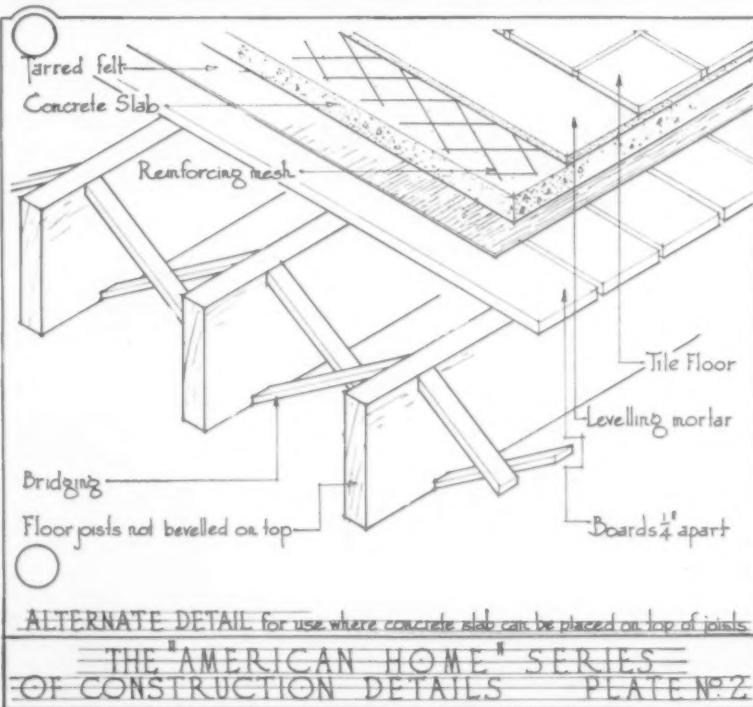 Tarred felt
Concrete Slab
Reinforcing mesh
Tile Floor
Levelling mortar
Bridging
Floor joists not bevelled on top
Boards 1/4" apart
ALTERNATE DETAIL for use where concrete slab can be placed on top of joists
THE "AMERICAN HOME" SERIES
OF CONSTRUCTION DETAILS PLATE Nº 2